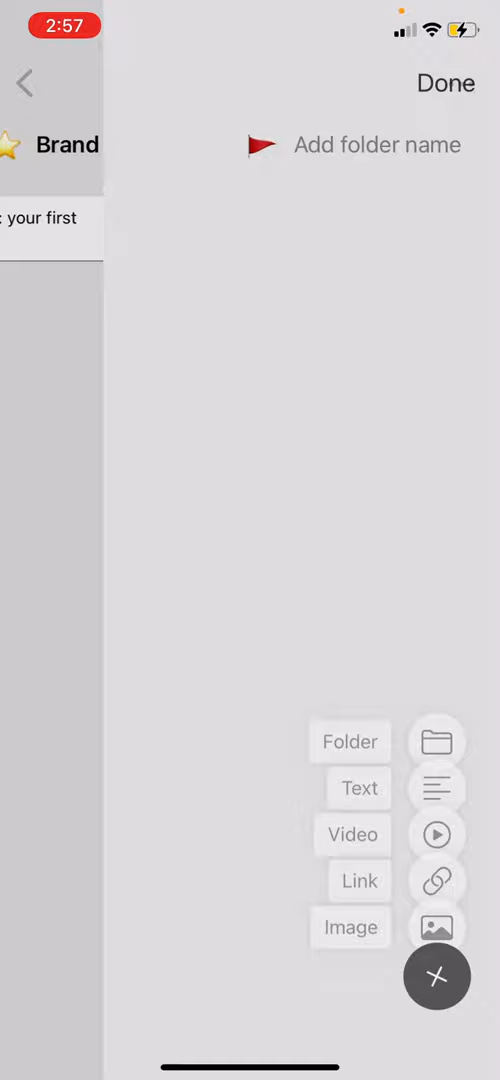 2:57
Done
Brand
Add folder name
: your first
Folder
Text
Video
Link
Image